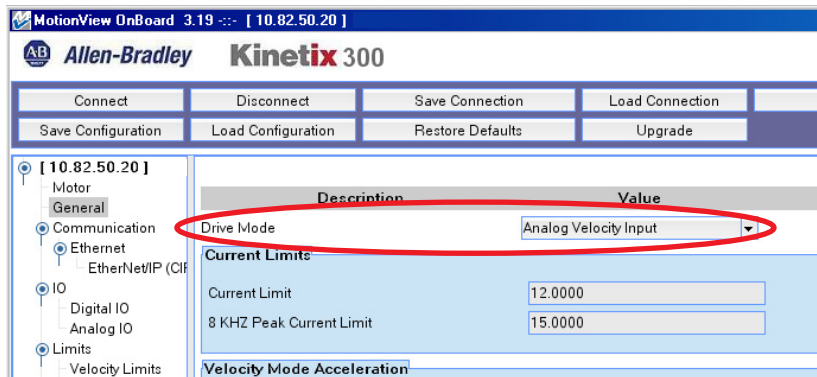 MotionView OnBoard 3.19 -::- [ 10.82.50.20 ]
AB Allen-Bradley Kinetix 300
Connect Disconnect Save Connection Load Connection
Save Configuration Load Configuration Restore Defaults Upgrade
[ 10.82.50.20 ]
Motor
General
Communication
Ethernet
EtherNet/IP (CIP
IO
Digital IO
Analog IO
Limits
Velocity Limits
Description Value
Drive Mode Analog Velocity Input
Current Limits
Current Limit 12.0000
8 KHZ Peak Current Limit 15.0000
Velocity Mode Acceleration